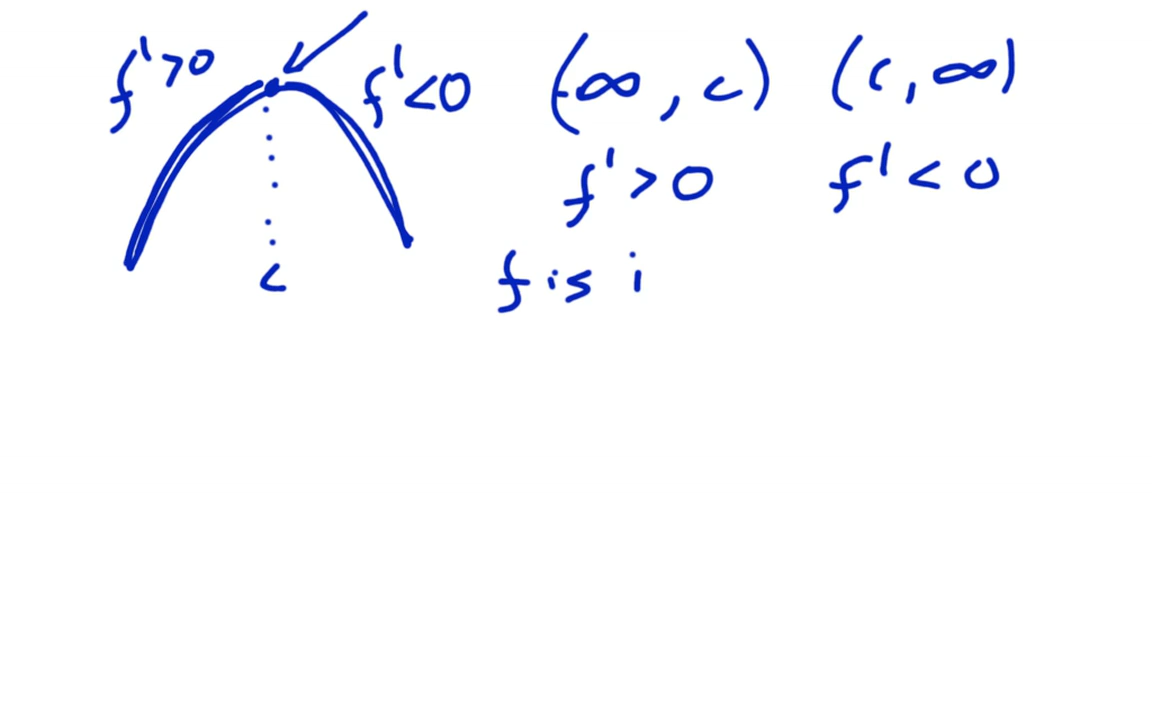 f'>0 f'<0 (-∞, c) (c, ∞)
f'>0 f'<0
c f is i